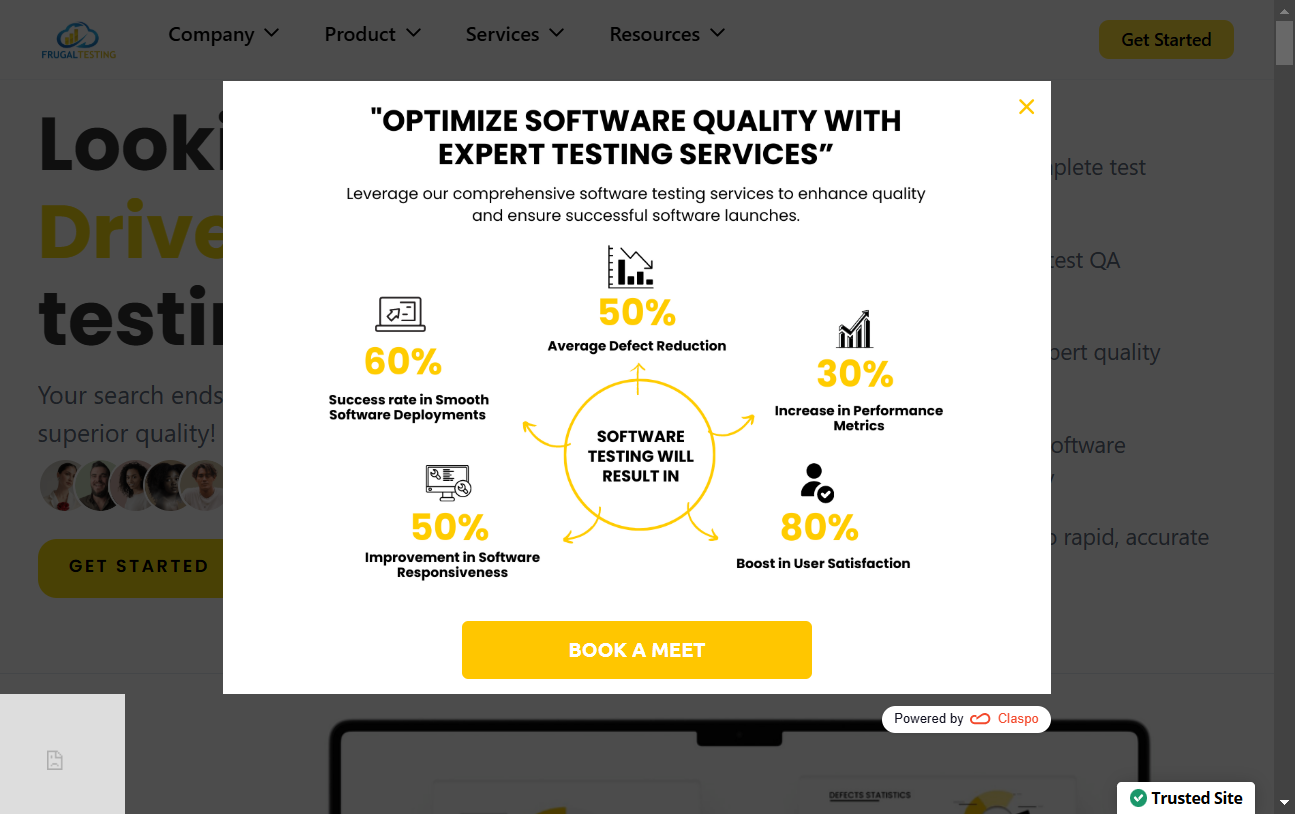 FRUGALTESTING
Company
Product
Services
Resources
Get Started
Looki
Drive
testin
Your search ends
superior quality!
GET STARTED
"OPTIMIZE SOFTWARE QUALITY WITH
EXPERT TESTING SERVICES”
Leverage our comprehensive software testing services to enhance quality
and ensure successful software launches.
50%
Average Defect Reduction
60%
Success rate in Smooth
Software Deployments
30%
Increase in Performance
Metrics
SOFTWARE
TESTING WILL
RESULT IN
50%
Improvement in Software
Responsiveness
80%
Boost in User Satisfaction
BOOK A MEET
plete test
test QA
pert quality
oftware
rapid, accurate
Powered by Claspo
DEFECTS STATISTICS
Trusted Site